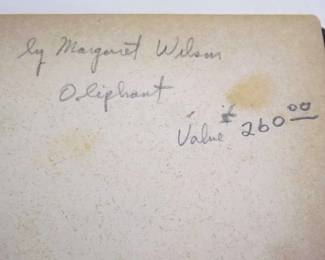 by Margaret Wilson
Oliphant
Value $260.00